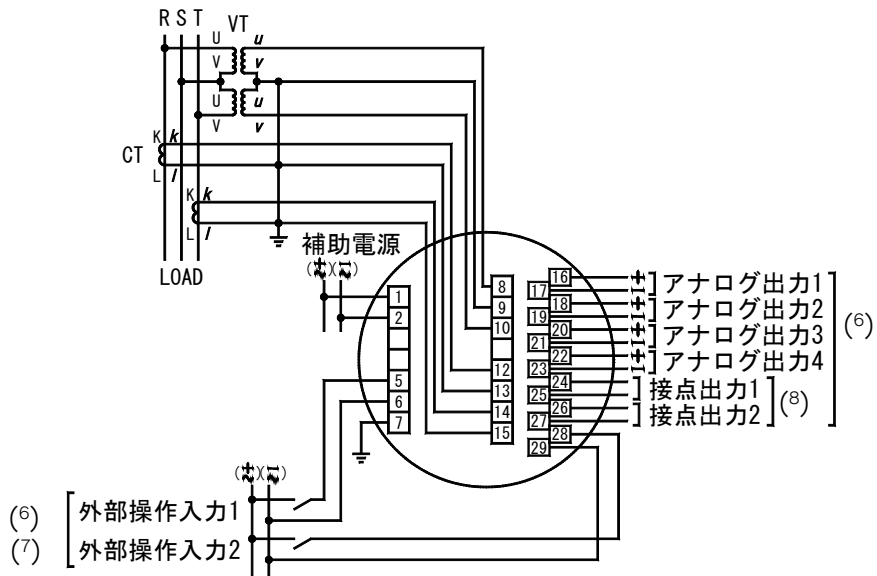 R S T
VT
U u
V v
U u
V v
CT
K k
L l
K k
L l
LOAD
補助電源
(+)(-)
1
2
5
6
7
8
9
10
12
13
14
15
16
17
18
19
20
21
22
23
24
25
26
27
28
29
+
-
アナログ出力1
+
-
アナログ出力2
+
-
アナログ出力3
+
-
アナログ出力4
(6)
接点出力1
接点出力2
(8)
(+)(-)
(6) 外部操作入力1
(7) 外部操作入力2